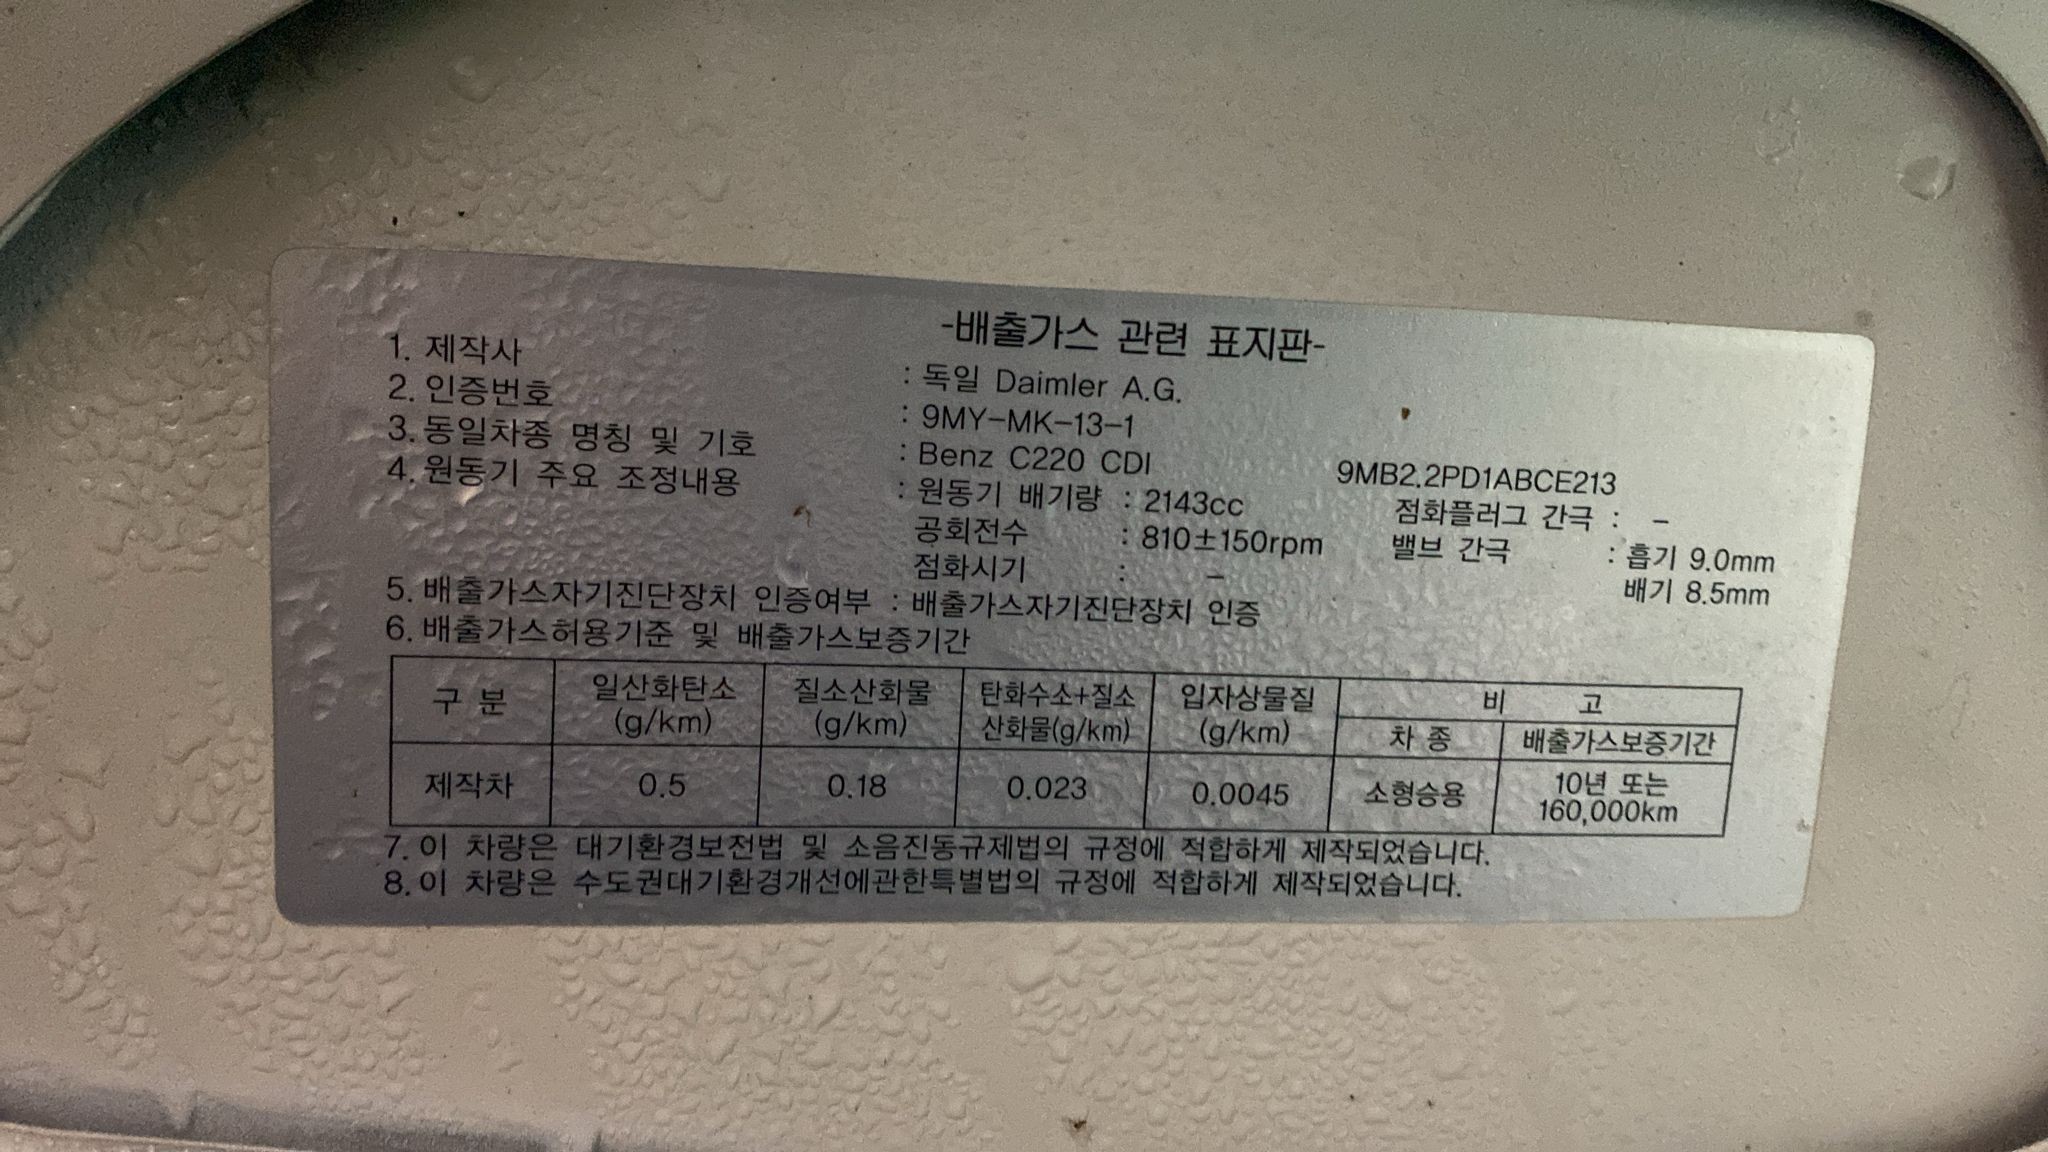 -배출가스 관련 표지판-
1. 제작사 : 독일 Daimler A.G.
2. 인증번호 : 9MY-MK-13-1
3. 동일차종 명칭 및 기호 : Benz C220 CDI 9MB2.2PD1ABCE213
4. 원동기 주요 조정내용 : 원동기 배기량 : 2143cc 점화플러그 간극 : -
공회전수 : 810±150rpm 밸브 간극 : 흡기 9.0mm
점화시기 : - 배기 8.5mm
5. 배출가스자기진단장치 인증여부 : 배출가스자기진단장치 인증
6. 배출가스허용기준 및 배출가스보증기간
구 분 일산화탄소 (g/km) 질소산화물 (g/km) 탄화수소+질소 산화물(g/km) 입자상물질 (g/km) 비 고
차 종 배출가스보증기간
제작차 0.5 0.18 0.023 0.0045 소형승용 10년 또는 160,000km
7. 이 차량은 대기환경보전법 및 소음진동규제법의 규정에 적합하게 제작되었습니다.
8. 이 차량은 수도권대기환경개선에관한특별법의 규정에 적합하게 제작되었습니다.